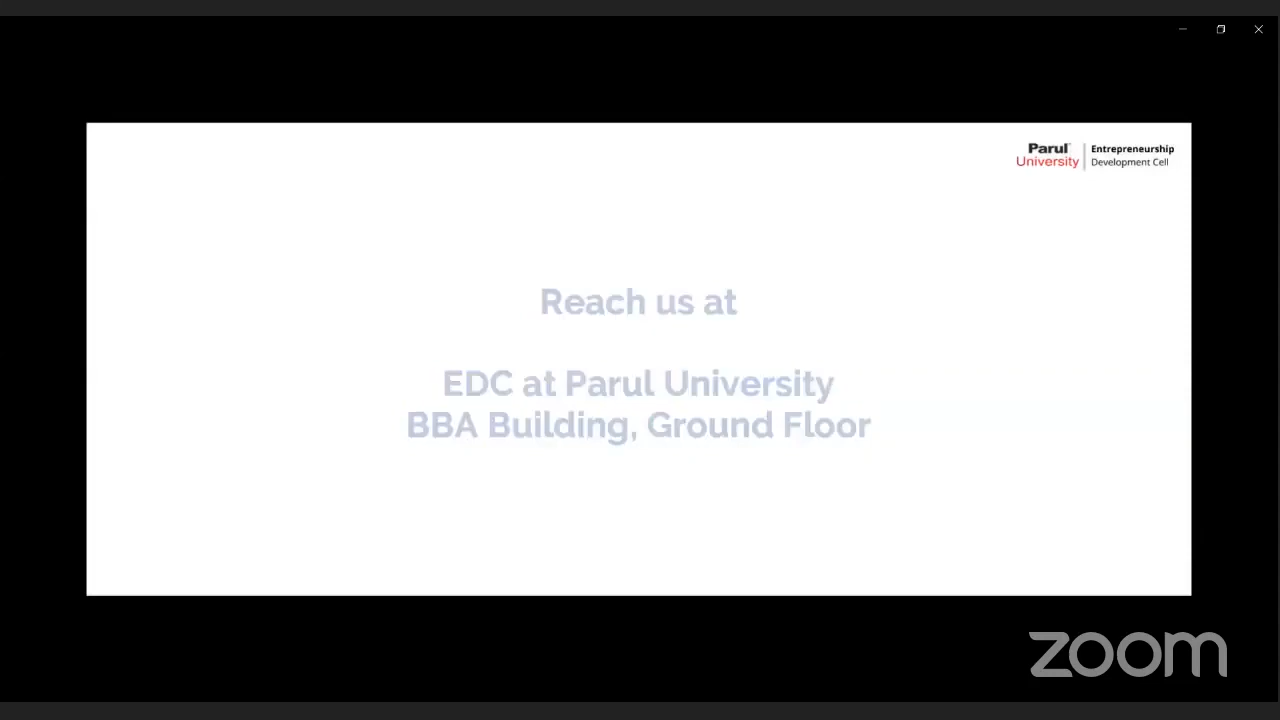 Parul
University
Entrepreneurship
Development Cell
Reach us at
EDC at Parul University
BBA Building, Ground Floor
zoom